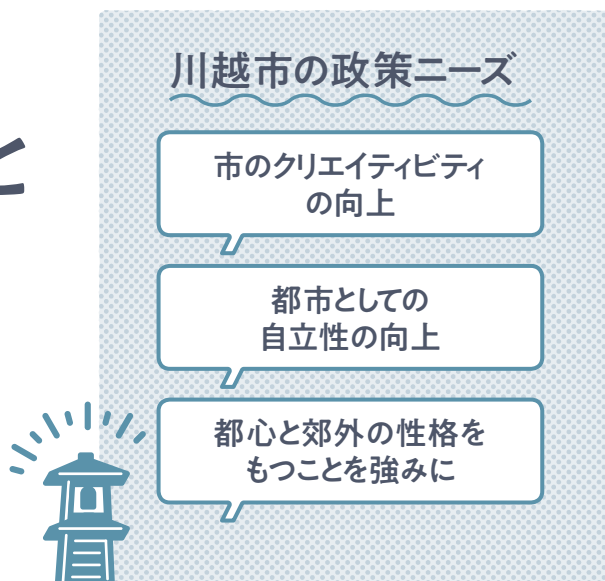 川越市の政策ニーズ
市のクリエイティビティ
の向上
都市としての
自立性の向上
都心と郊外の性格を
もつことを強みに